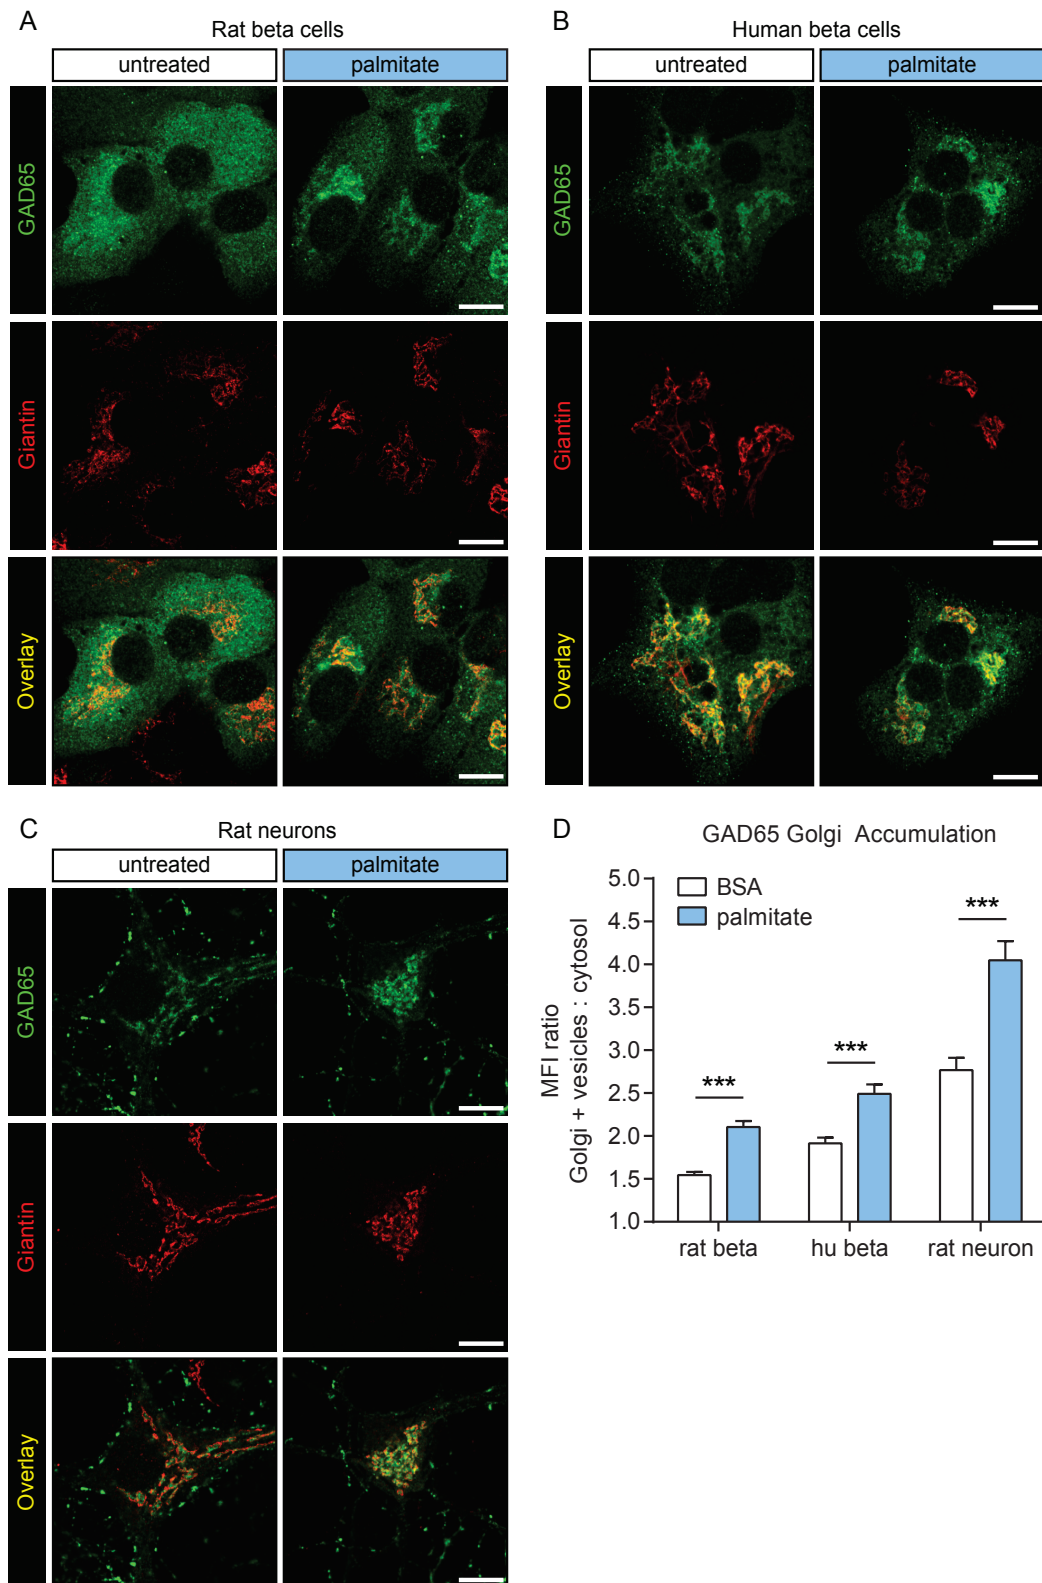 A
Rat beta cells
untreated
palmitate
GAD65
Giantin
Overlay
B
Human beta cells
untreated
palmitate
GAD65
Giantin
Overlay
C
Rat neurons
untreated
palmitate
GAD65
Giantin
Overlay
D
GAD65 Golgi Accumulation
MFI ratio
Golgi + vesicles : cytosol
5.0
4.5
4.0
3.5
3.0
2.5
2.0
1.5
1.0
BSA
palmitate
***
***
***
rat beta
hu beta
rat neuron